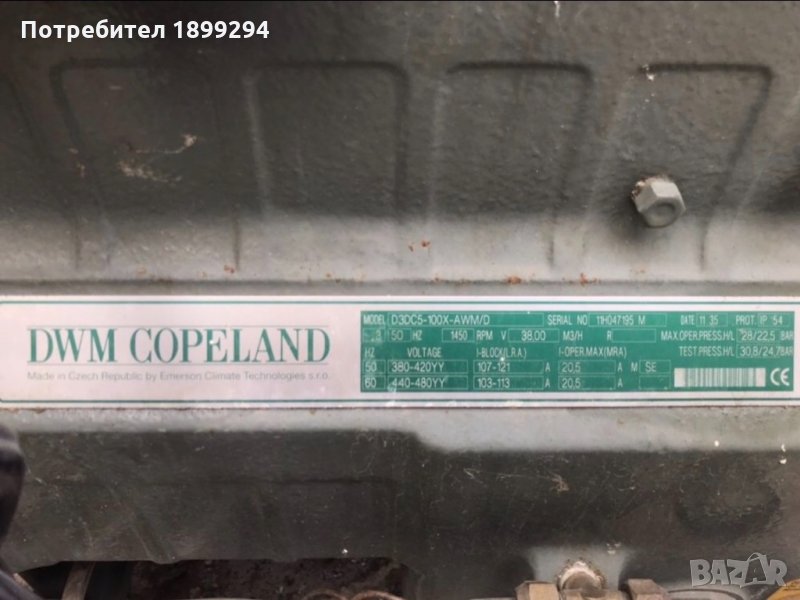 Потребител 1899294
DWM COPELAND
Made in Czech Republic by Emerson Climate Technologies s.r.o.
MODEL D3DC5-100X-AWM/D SERIAL NO 11H047195 M DATE 11 35 PROT. IP 54
50 HZ 1450 RPM V 38,00 M3/H R MAX.OPER.PRESS.H/L 28/22,5 BAR
HZ VOLTAGE I-BLOCK(L.R.A.) I-OPER.MAX(MRA) TEST PRESS.H/L 30,8/24,7 BAR
50 380-420YY 107-121 A 20,5 A M SE
60 440-480YY 103-113 A 20,5 A CE
BAZAR